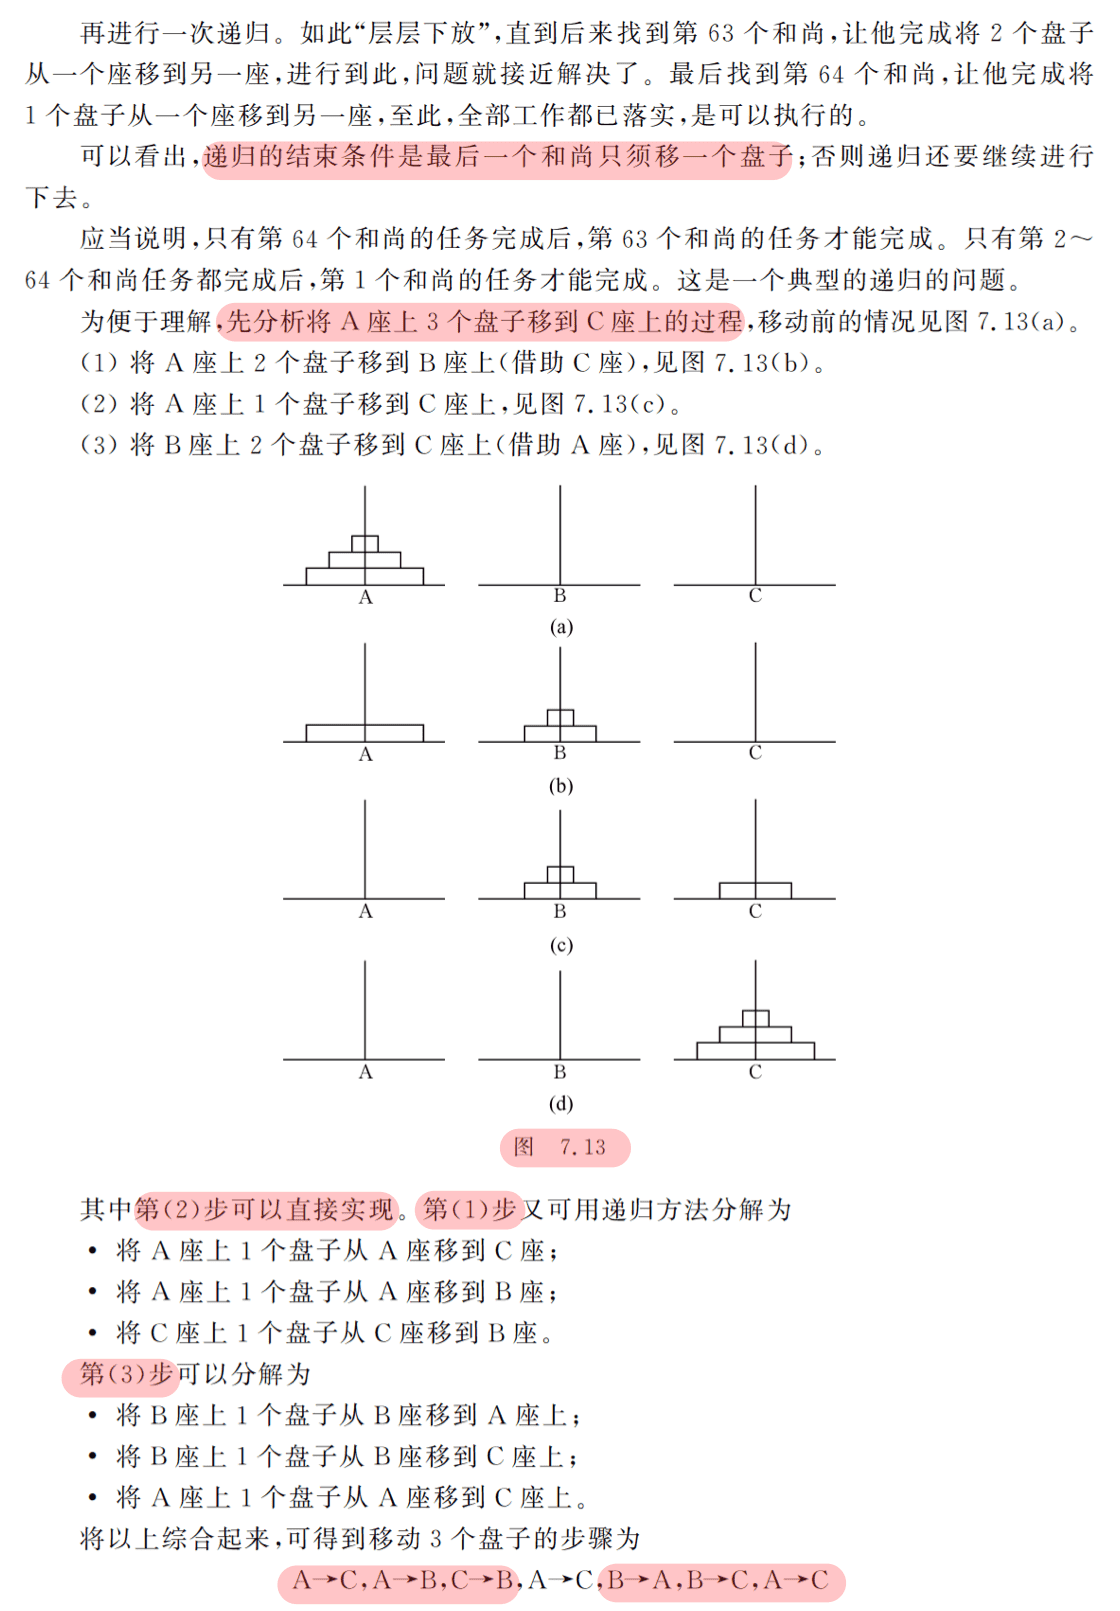 再进行一次递归。如此“层层下放”,直到后来找到第 63 个和尚,让他完成将 2 个盘子
从一个座移到另一座,进行到此,问题就接近解决了。最后找到第 64 个和尚,让他完成将
1 个盘子从一个座移到另一座,至此,全部工作都已落实,是可以执行的。
可以看出,递归的结束条件是最后一个和尚只须移一个盘子;否则递归还要继续进行
下去。
应当说明,只有第 64 个和尚的任务完成后,第 63 个和尚的任务才能完成。只有第 2～
64 个和尚任务都完成后,第 1 个和尚的任务才能完成。这是一个典型的递归的问题。
为便于理解,先分析将 A 座上 3 个盘子移到 C 座上的过程,移动前的情况见图 7.13(a)。
(1) 将 A 座上 2 个盘子移到 B 座上(借助 C 座),见图 7.13(b)。
(2) 将 A 座上 1 个盘子移到 C 座上,见图 7.13(c)。
(3) 将 B 座上 2 个盘子移到 C 座上(借助 A 座),见图 7.13(d)。
A B C
(a)
A B C
(b)
A B C
(c)
A B C
(d)
图 7.13
其中第(2)步可以直接实现。第(1)步又可用递归方法分解为
• 将 A 座上 1 个盘子从 A 座移到 C 座;
• 将 A 座上 1 个盘子从 A 座移到 B 座;
• 将 C 座上 1 个盘子从 C 座移到 B 座。
第(3)步可以分解为
• 将 B 座上 1 个盘子从 B 座移到 A 座上;
• 将 B 座上 1 个盘子从 B 座移到 C 座上;
• 将 A 座上 1 个盘子从 A 座移到 C 座上。
将以上综合起来,可得到移动 3 个盘子的步骤为
A→C,A→B,C→B,A→C,B→A,B→C,A→C